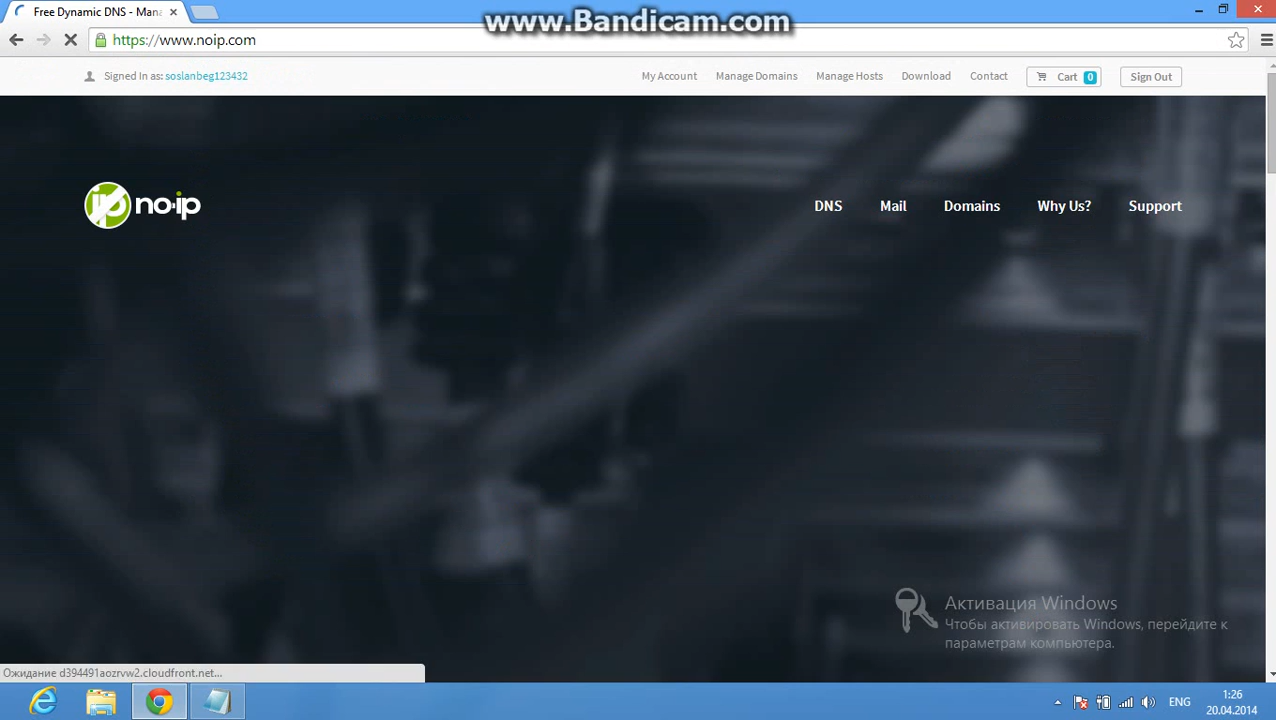 www.Bandicam.com
Free Dynamic DNS - Mana
https://www.noip.com
Signed In as: soslanbeg123432
My Account
Manage Domains
Manage Hosts
Download
Contact
Cart 0
Sign Out
no-ip
DNS
Mail
Domains
Why Us?
Support
Активация Windows
Чтобы активировать Windows, перейдите к
параметрам компьютера.
Ожидание d394491aozrvw2.cloudfront.net...
ENG
1:26
20.04.2014